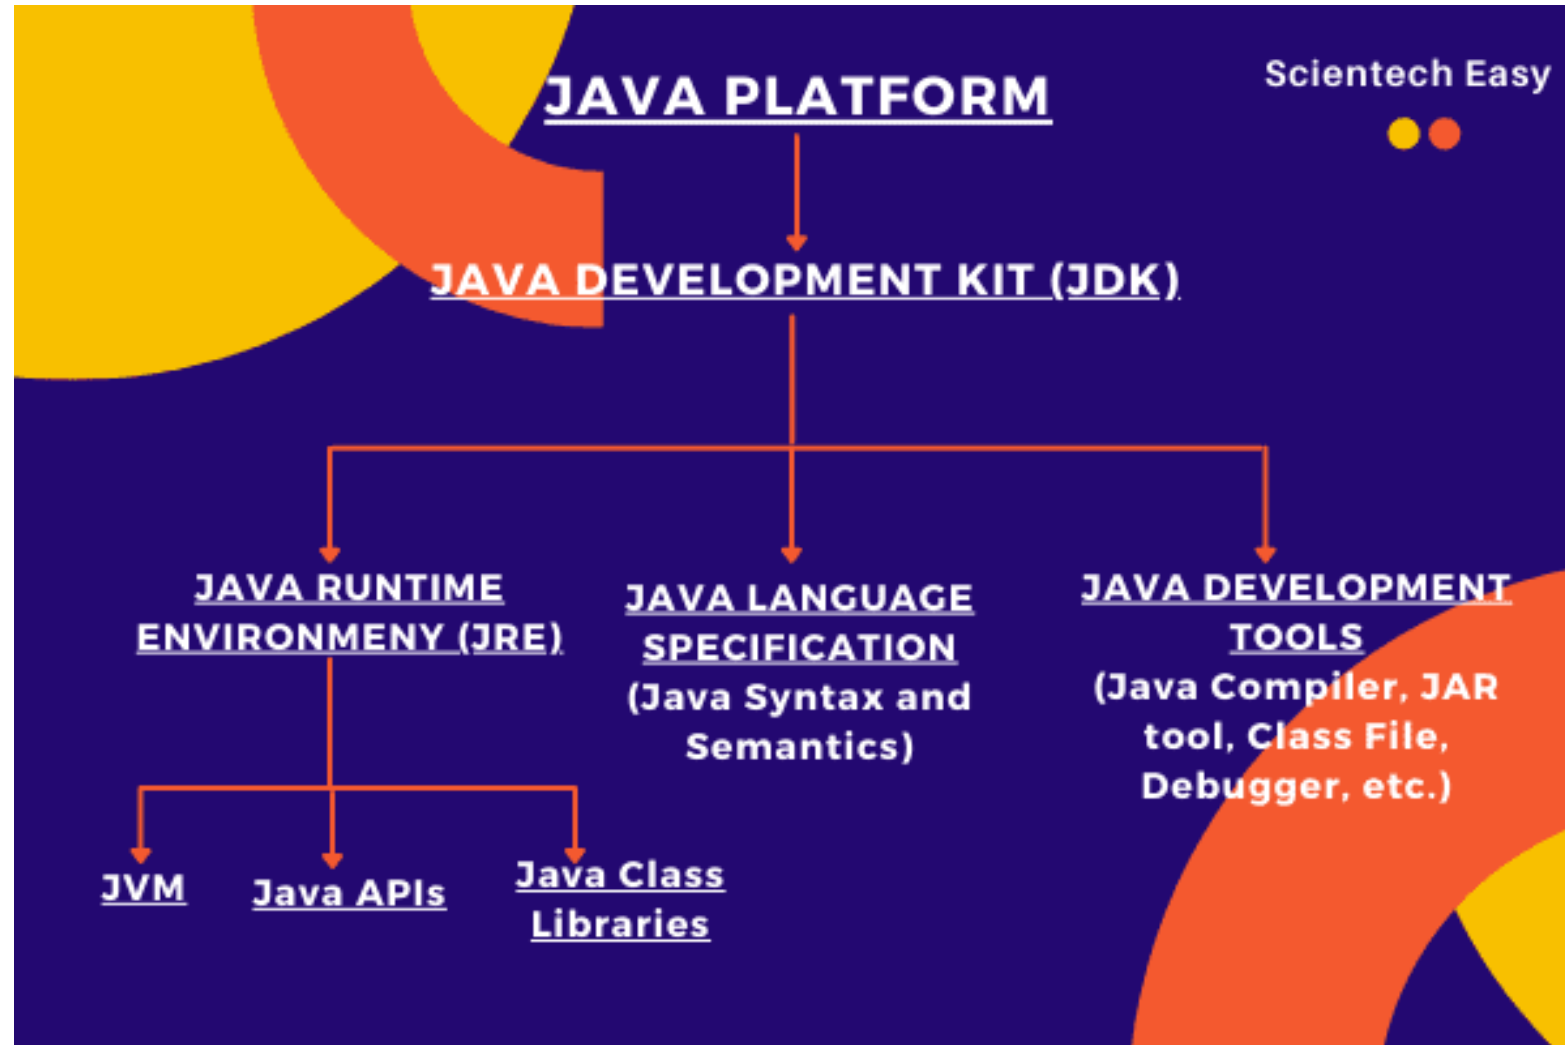 Scientech Easy
JAVA PLATFORM
JAVA DEVELOPMENT KIT (JDK)
JAVA RUNTIME
ENVIRONMENY (JRE)
JAVA LANGUAGE
SPECIFICATION
(Java Syntax and
Semantics)
JAVA DEVELOPMENT
TOOLS
(Java Compiler, JAR
tool, Class File,
Debugger, etc.)
JVM
Java APIs
Java Class
Libraries